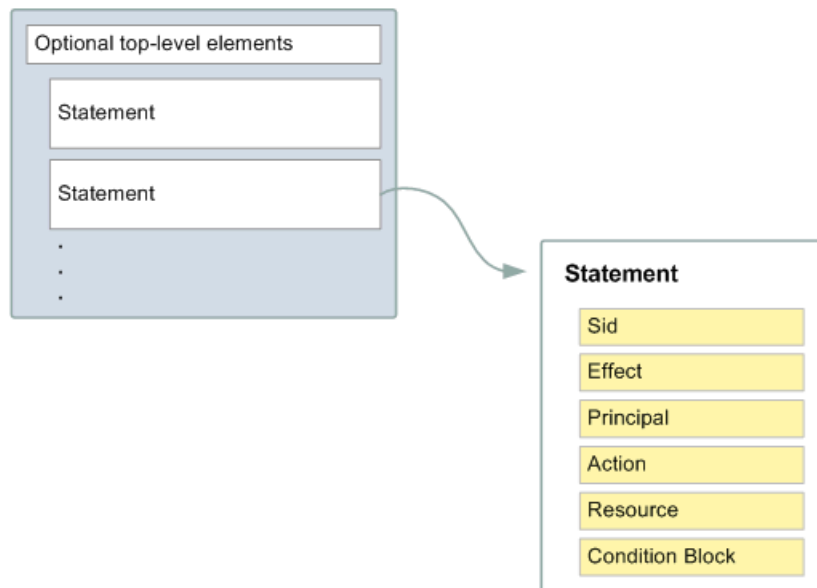 Optional top-level elements
Statement
Statement
.
.
.
Statement
Sid
Effect
Principal
Action
Resource
Condition Block